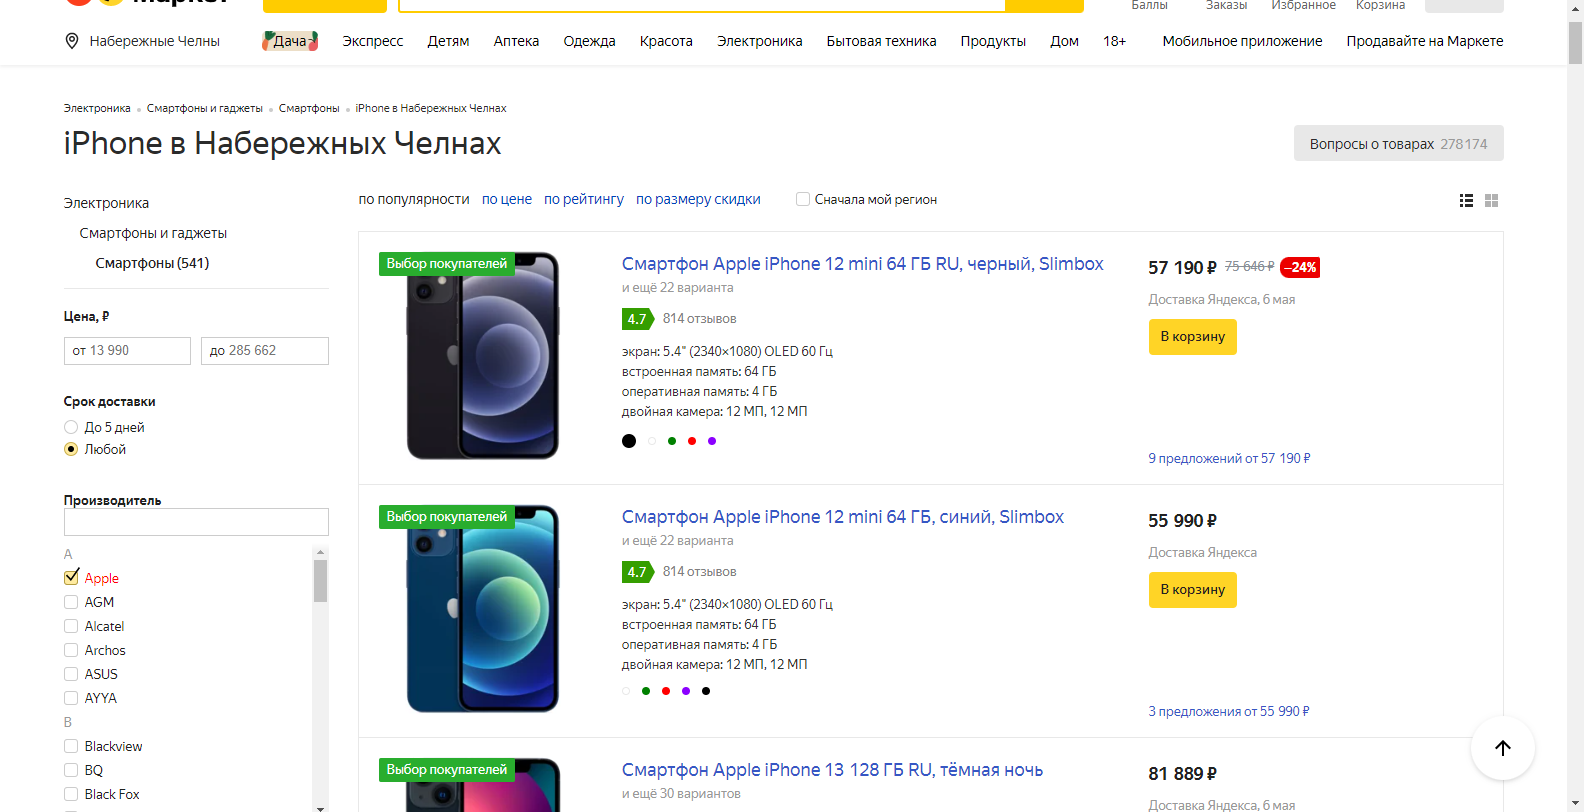 Баллы Заказы Избранное Корзина
Набережные Челны Дача Экспресс Детям Аптека Одежда Красота Электроника Бытовая техника Продукты Дом 18+ Мобильное приложение Продавайте на Маркете
Электроника Смартфоны и гаджеты Смартфоны iPhone в Набережных Челнах
iPhone в Набережных Челнах
Вопросы о товарах 278174
Электроника
Смартфоны и гаджеты
Смартфоны (541)
Цена, ₽
от 13 990 до 285 662
Срок доставки
До 5 дней
Любой
Производитель
A
Apple
AGM
Alcatel
Archos
ASUS
AYYA
B
Blackview
BQ
Black Fox
по популярности по цене по рейтингу по размеру скидки Сначала мой регион
Выбор покупателей
Смартфон Apple iPhone 12 mini 64 ГБ RU, черный, Slimbox
и ещё 22 варианта
4.7 814 отзывов
экран: 5.4" (2340×1080) OLED 60 Гц
встроенная память: 64 ГБ
оперативная память: 4 ГБ
двойная камера: 12 МП, 12 МП
57 190 ₽ 75 646 ₽ −24%
Доставка Яндекса, 6 мая
В корзину
9 предложений от 57 190 ₽
Выбор покупателей
Смартфон Apple iPhone 12 mini 64 ГБ, синий, Slimbox
и ещё 22 варианта
4.7 814 отзывов
экран: 5.4" (2340×1080) OLED 60 Гц
встроенная память: 64 ГБ
оперативная память: 4 ГБ
двойная камера: 12 МП, 12 МП
55 990 ₽
Доставка Яндекса
В корзину
3 предложения от 55 990 ₽
Выбор покупателей
Смартфон Apple iPhone 13 128 ГБ RU, тёмная ночь
и ещё 30 вариантов
81 889 ₽
Доставка Яндекса, 6 мая